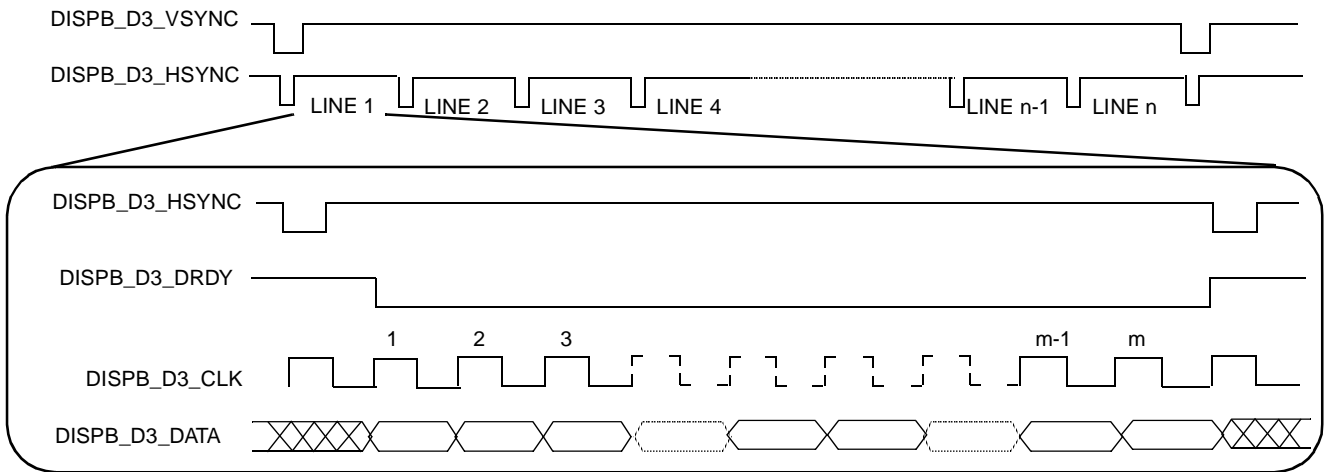 DISPB_D3_VSYNC
DISPB_D3_HSYNC
LINE 1 LINE 2 LINE 3 LINE 4 LINE n-1 LINE n
DISPB_D3_HSYNC
DISPB_D3_DRDY
1 2 3 m-1 m
DISPB_D3_CLK
DISPB_D3_DATA